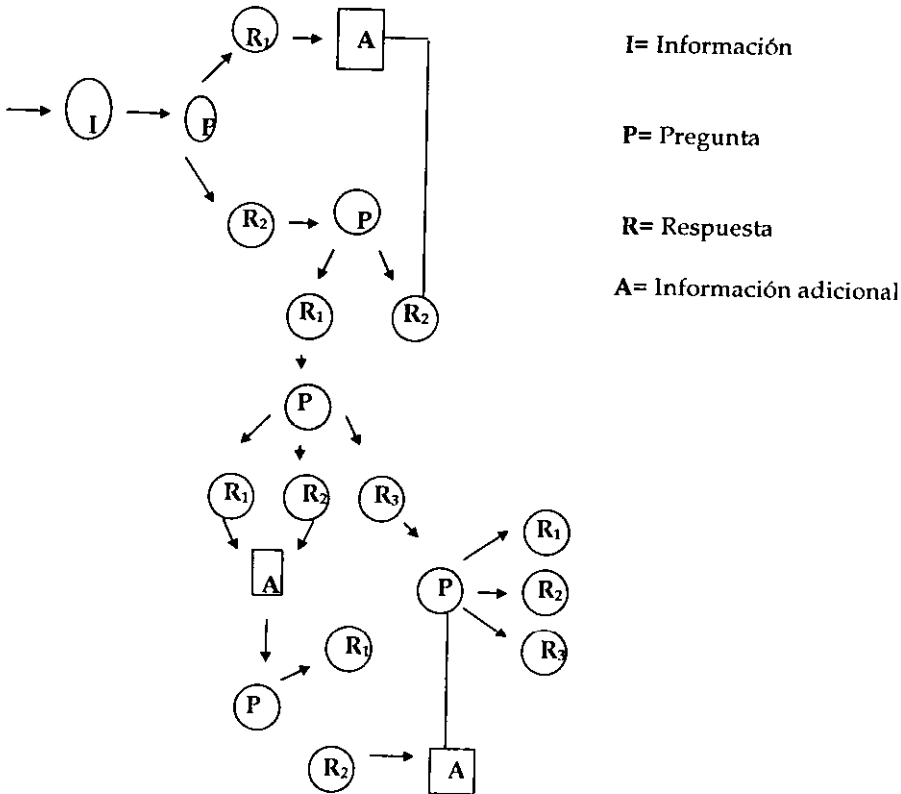 R₁
A
I= Información
I
P
P= Pregunta
R₂
P
R= Respuesta
A= Información adicional
R₁
R₂
P
R₁
R₂
R₃
R₁
A
P
R₂
R₁
R₃
P
R₂
A